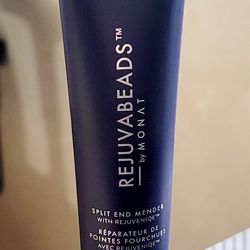 REJUVABEADS™
by MONAT
SPLIT END MENDER
WITH REJUVENIQE™
RÉPARATEUR DE
POINTES FOURCHUES
AVEC REJUVENIQE™